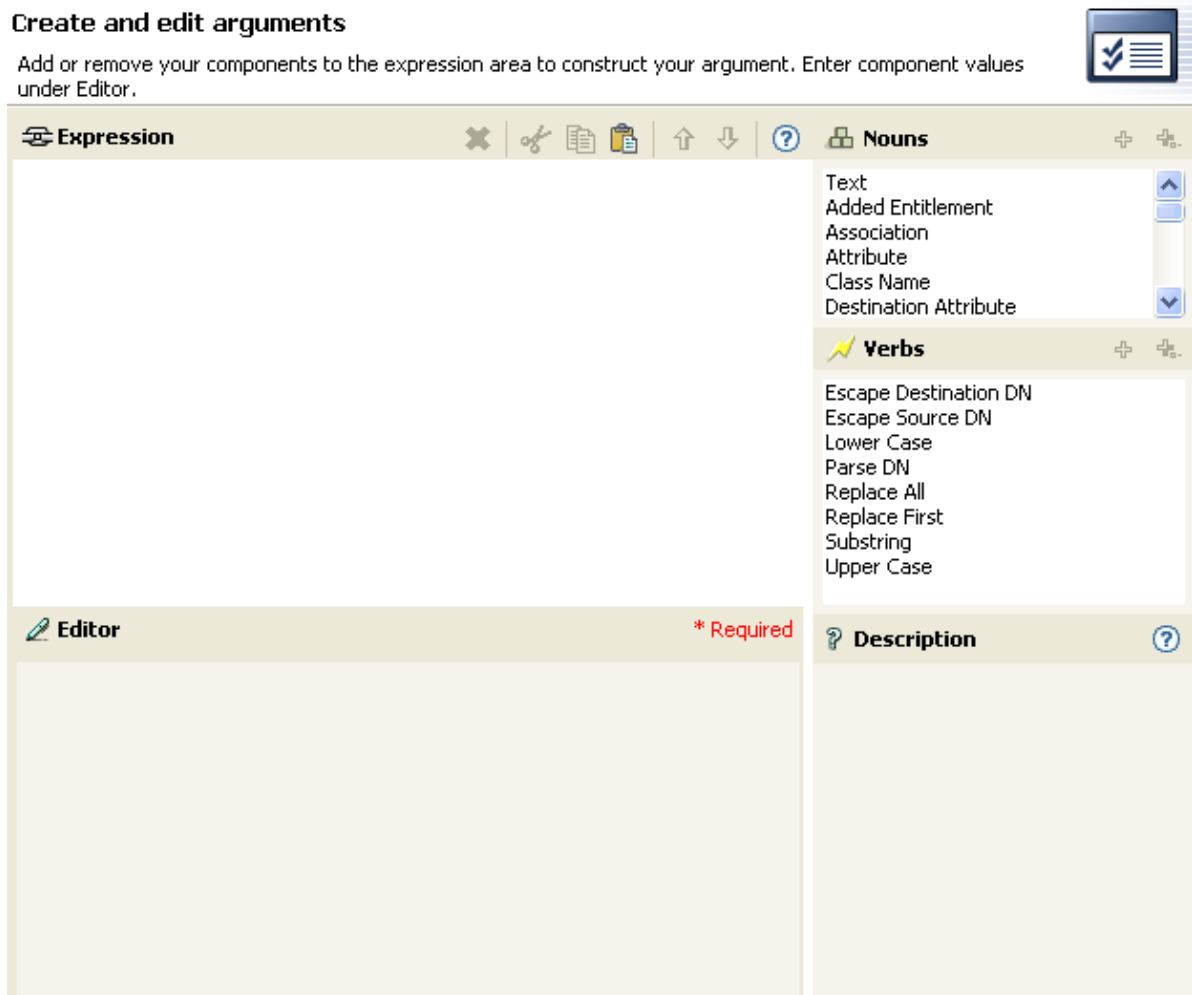 Create and edit arguments
Add or remove your components to the expression area to construct your argument. Enter component values
under Editor.
Expression
Nouns
Text
Added Entitlement
Association
Attribute
Class Name
Destination Attribute
Verbs
Escape Destination DN
Escape Source DN
Lower Case
Parse DN
Replace All
Replace First
Substring
Upper Case
Editor
* Required
Description